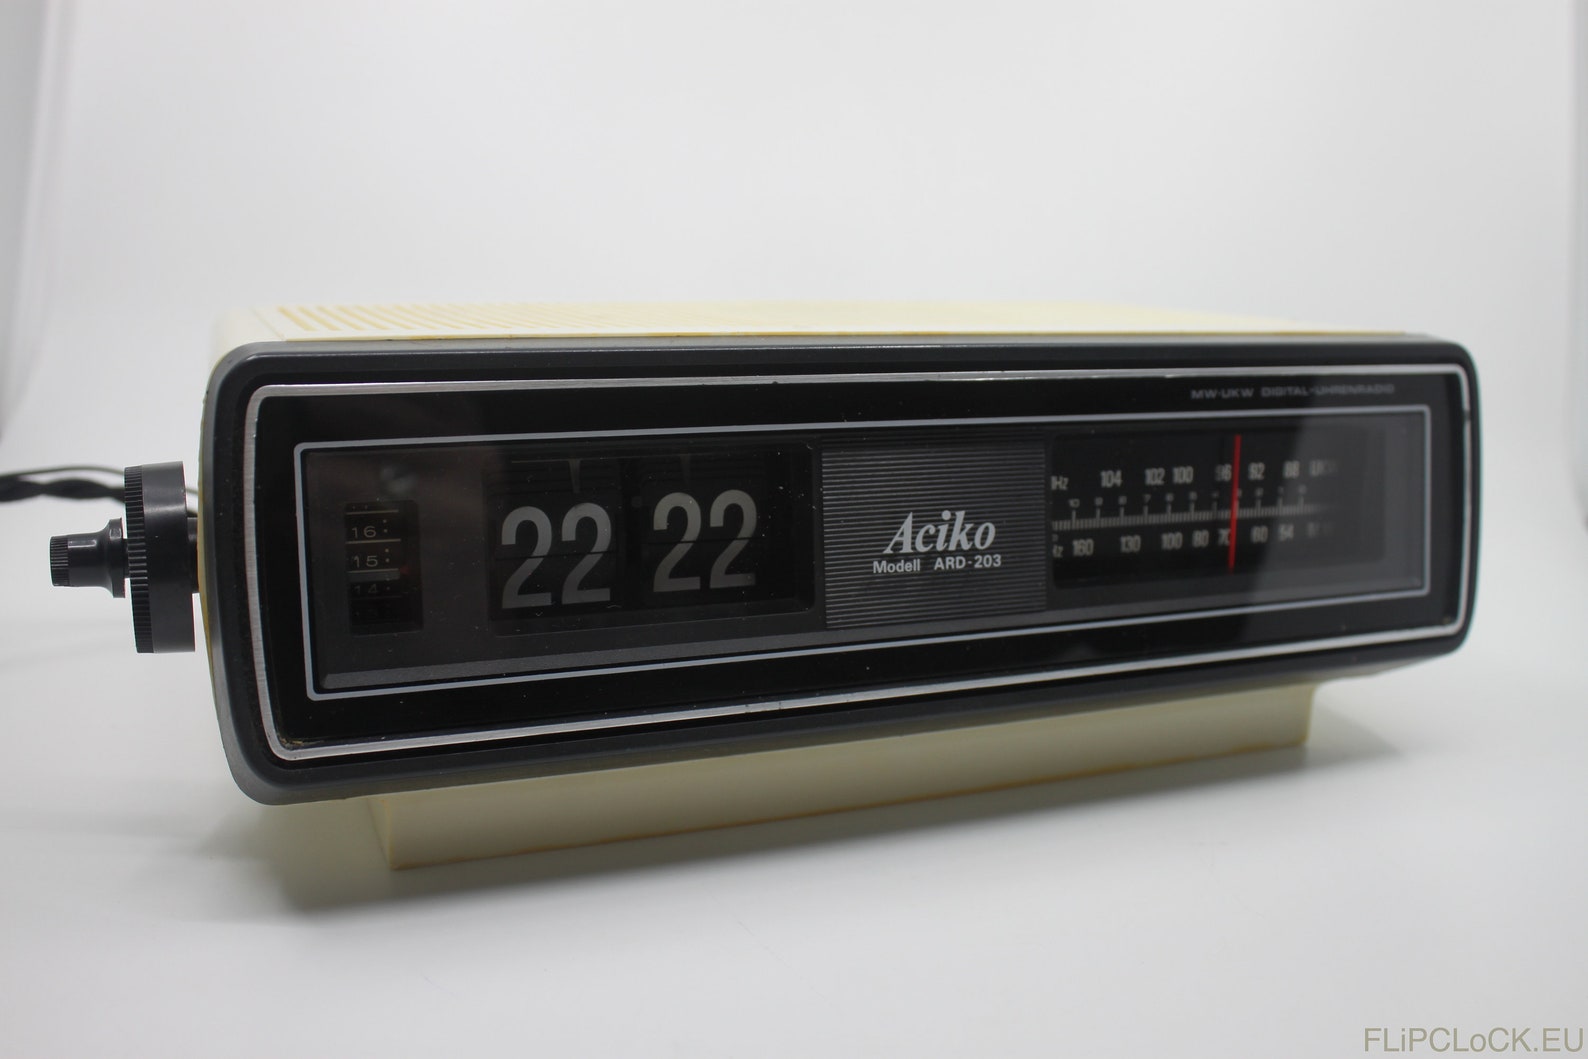 MW-UKW DIGITAL-UHRENRADIO
16
15
14
22 22
Aciko
Modell ARD-203
104 102 100 96 92 88
160 130 100 80 70 60 54
FLiPCLoCK.EU